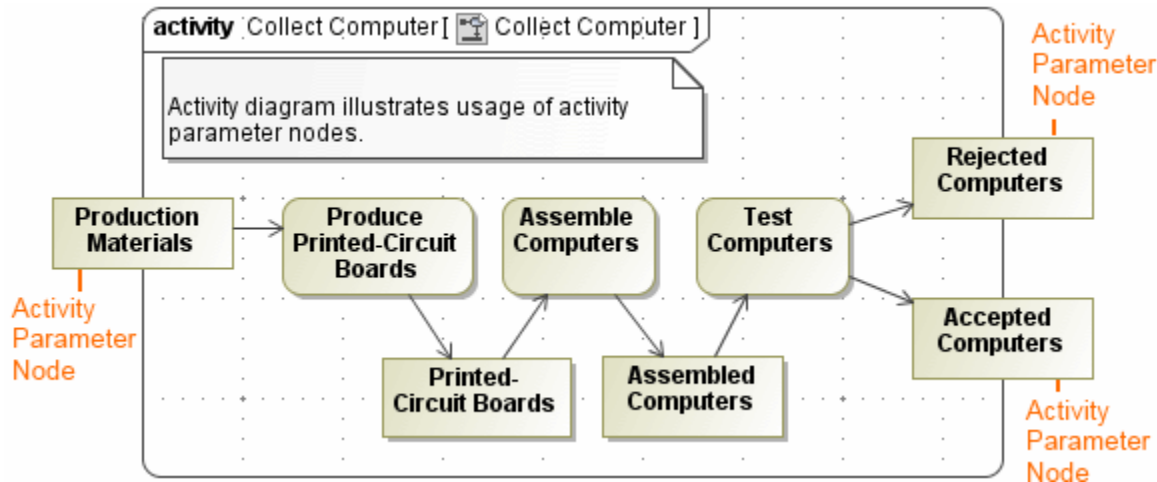 activity Collect Computer [ Collect Computer ]
Activity
Parameter
Node
Activity diagram illustrates usage of activity
parameter nodes.
Rejected
Computers
Production
Materials
Produce
Printed-Circuit
Boards
Assemble
Computers
Test
Computers
Activity
Parameter
Node
Printed-
Circuit Boards
Assembled
Computers
Accepted
Computers
Activity
Parameter
Node